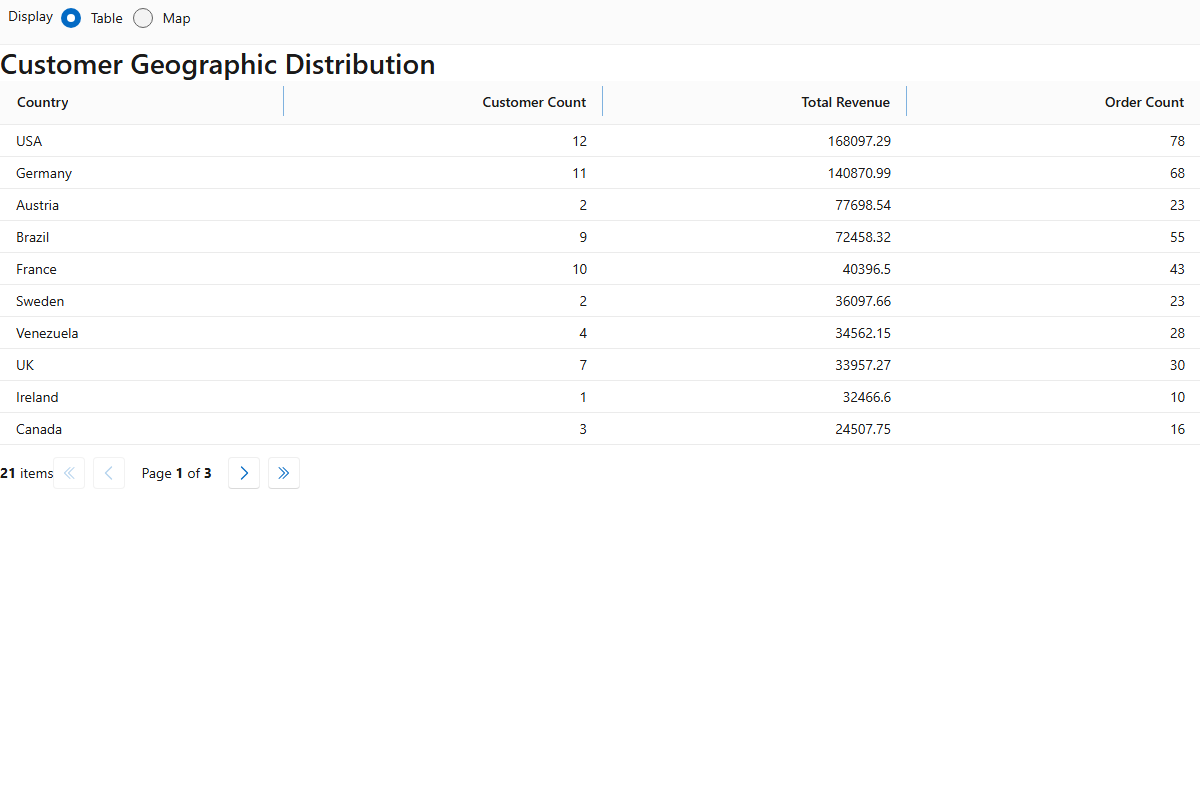 Display Table Map
Customer Geographic Distribution
Country Customer Count Total Revenue Order Count
USA 12 168097.29 78
Germany 11 140870.99 68
Austria 2 77698.54 23
Brazil 9 72458.32 55
France 10 40396.5 43
Sweden 2 36097.66 23
Venezuela 4 34562.15 28
UK 7 33957.27 30
Ireland 1 32466.6 10
Canada 3 24507.75 16
21 items Page 1 of 3